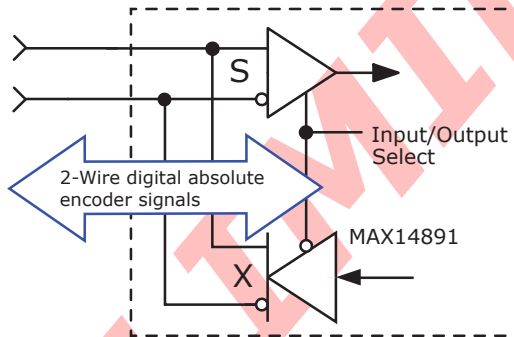 S
Input/Output
Select
2-Wire digital absolute
encoder signals
MAX14891
X